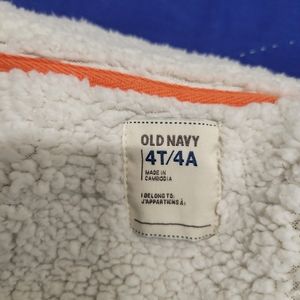 OLD NAVY
4T/4A
MADE IN
CAMBODIA
I BELONG TO:
J'APPARTIENS À: